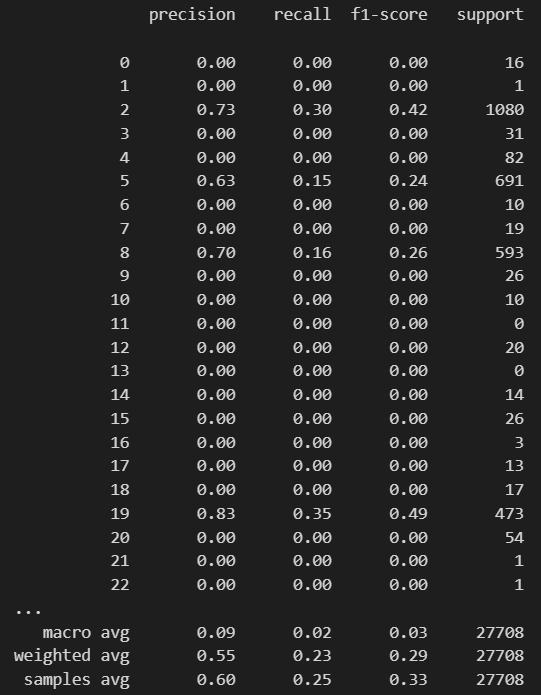 precision recall f1-score support
0 0.00 0.00 0.00 16
1 0.00 0.00 0.00 1
2 0.73 0.30 0.42 1080
3 0.00 0.00 0.00 31
4 0.00 0.00 0.00 82
5 0.63 0.15 0.24 691
6 0.00 0.00 0.00 10
7 0.00 0.00 0.00 19
8 0.70 0.16 0.26 593
9 0.00 0.00 0.00 26
10 0.00 0.00 0.00 10
11 0.00 0.00 0.00 0
12 0.00 0.00 0.00 20
13 0.00 0.00 0.00 0
14 0.00 0.00 0.00 14
15 0.00 0.00 0.00 26
16 0.00 0.00 0.00 3
17 0.00 0.00 0.00 13
18 0.00 0.00 0.00 17
19 0.83 0.35 0.49 473
20 0.00 0.00 0.00 54
21 0.00 0.00 0.00 1
22 0.00 0.00 0.00 1
...
macro avg 0.09 0.02 0.03 27708
weighted avg 0.55 0.23 0.29 27708
samples avg 0.60 0.25 0.33 27708